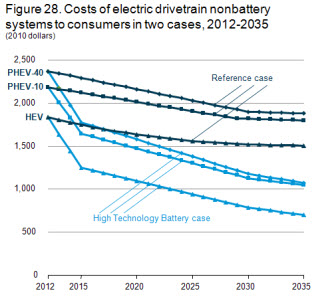 Figure 28. Costs of electric drivetrain nonbattery
systems to consumers in two cases, 2012-2035
(2010 dollars)
2,500
PHEV-40
Reference case
PHEV-10
2,000
HEV
1,500
1,000
High Technology Battery case
500
0
2012 2015 2020 2025 2030 2035